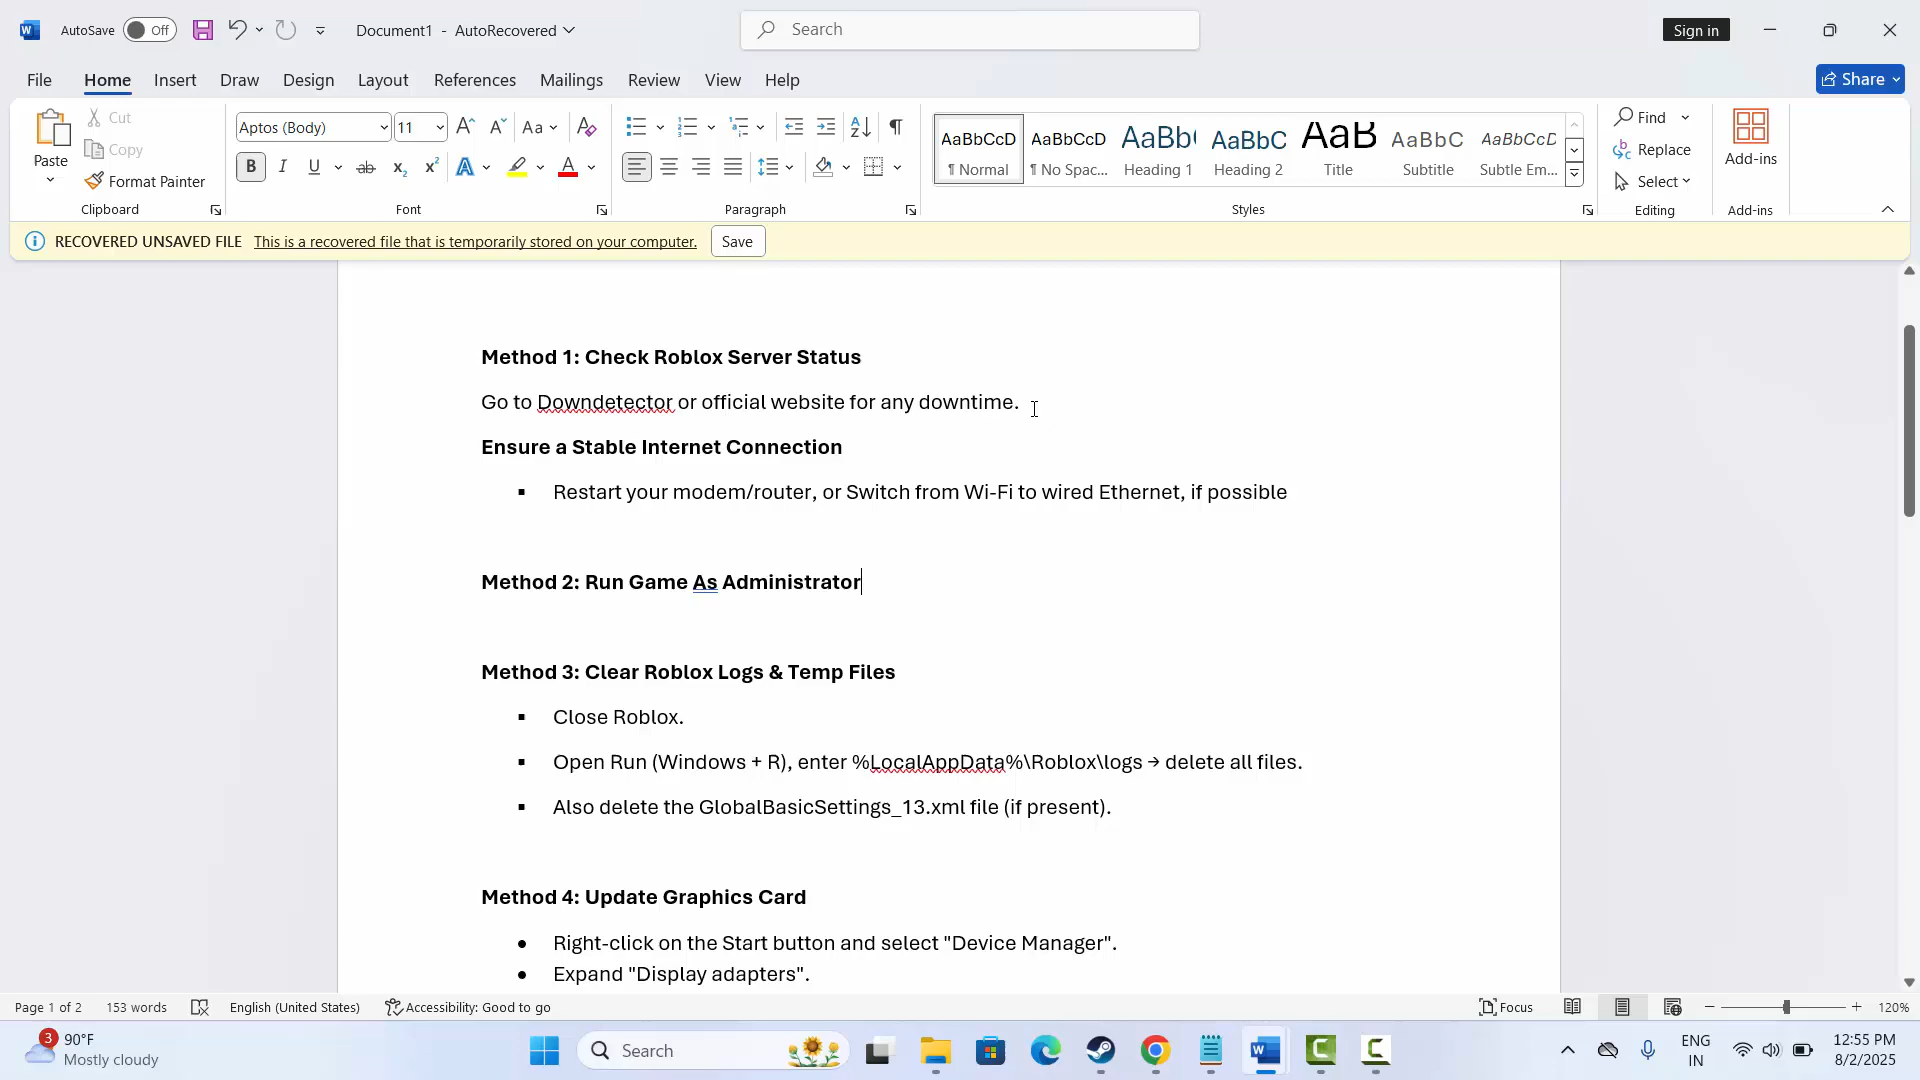 AutoSave Off Document1 - AutoRecovered Search Sign in
File Home Insert Draw Design Layout References Mailings Review View Help Share
Paste Cut Copy Format Painter Clipboard
Aptos (Body) 11 Aa
B I U ab x₂ x² A A
Font
Paragraph
AaBbCcD AaBbCcD AaBb( AaBbC AaB AaBbC AaBbCcD
¶ Normal ¶ No Spac... Heading 1 Heading 2 Title Subtitle Subtle Em...
Styles
Find
Replace
Select
Editing
Add-ins
Add-ins
RECOVERED UNSAVED FILE This is a recovered file that is temporarily stored on your computer. Save
Method 1: Check Roblox Server Status
Go to Downdetector or official website for any downtime.
Ensure a Stable Internet Connection
▪ Restart your modem/router, or Switch from Wi-Fi to wired Ethernet, if possible
Method 2: Run Game As Administrator
Method 3: Clear Roblox Logs & Temp Files
▪ Close Roblox.
▪ Open Run (Windows + R), enter %LocalAppData%\Roblox\logs → delete all files.
▪ Also delete the GlobalBasicSettings_13.xml file (if present).
Method 4: Update Graphics Card
● Right-click on the Start button and select "Device Manager".
● Expand "Display adapters".
Page 1 of 2 153 words English (United States) Accessibility: Good to go Focus 120%
3 90°F
Mostly cloudy
Search
ENG
IN
12:55 PM
8/2/2025